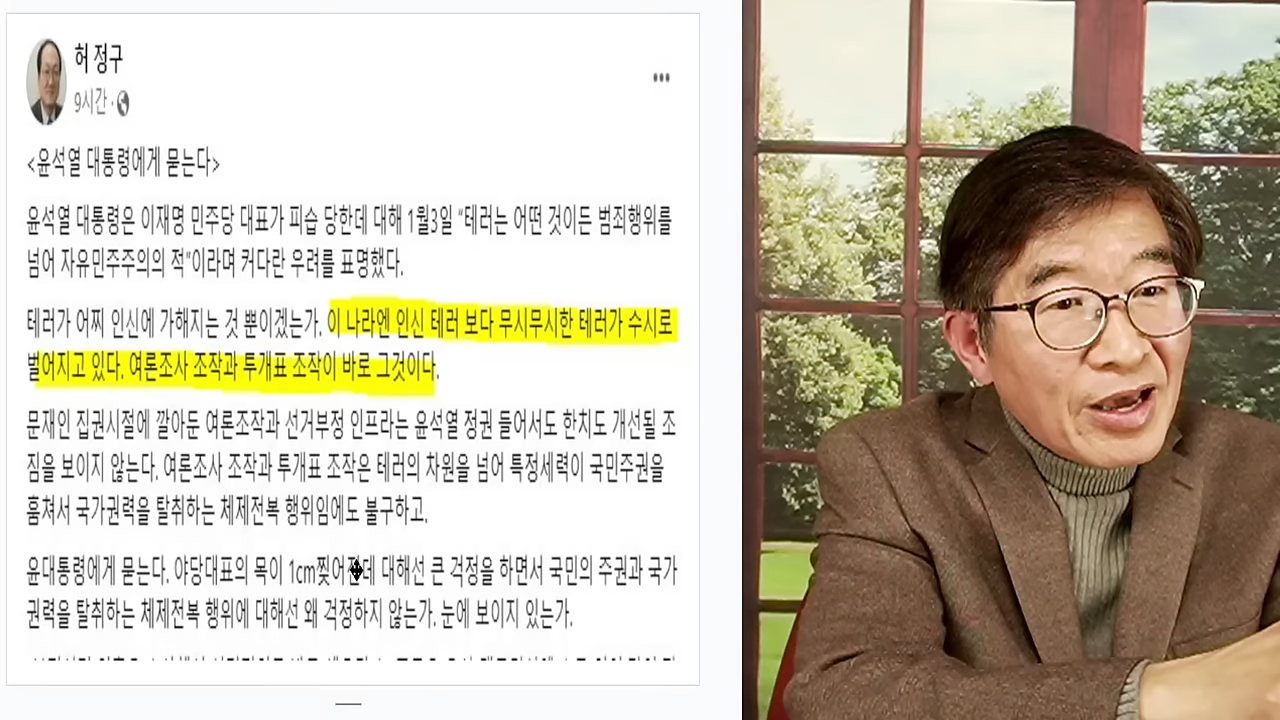 허 정구
9시간 ·
<윤석열 대통령에게 묻는다>
윤석열 대통령은 이재명 민주당 대표가 피습 당한데 대해 1월3일 “테러는 어떤 것이든 범죄행위를
넘어 자유민주주의의 적”이라며 커다란 우려를 표명했다.
테러가 어찌 인신에 가해지는 것 뿐이겠는가. 이 나라엔 인신 테러 보다 무시무시한 테러가 수시로
벌어지고 있다. 여론조사 조작과 투개표 조작이 바로 그것이다.
문재인 집권시절에 깔아둔 여론조작과 선거부정 인프라는 윤석열 정권 들어서도 한치도 개선될 조
짐을 보이지 않는다. 여론조사 조작과 투개표 조작은 테러의 차원을 넘어 특정세력이 국민주권을
훔쳐서 국가권력을 탈취하는 체제전복 행위임에도 불구하고.
윤대통령에게 묻는다. 야당대표의 목이 1cm찢어진데 대해선 큰 걱정을 하면서 국민의 주권과 국가
권력을 탈취하는 체제전복 행위에 대해선 왜 걱정하지 않는가. 눈에 보이지 있는가.